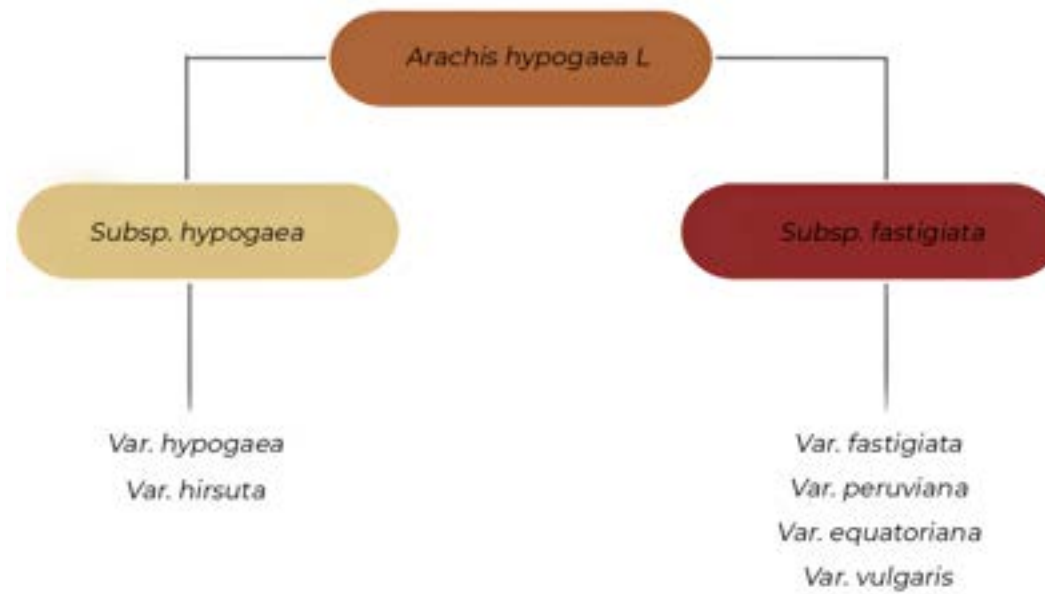 Arachis hypogaea L
Subsp. hypogaea
Subsp. fastigiata
Var. hypogaea
Var. hirsuta
Var. fastigiata
Var. peruviana
Var. equatoriana
Var. vulgaris